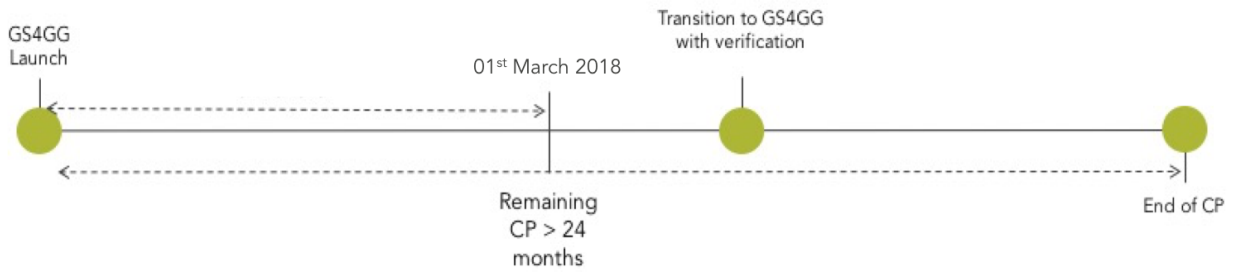 GS4GG
Launch
01st March 2018
Transition to GS4GG
with verification
Remaining
CP > 24
months
End of CP